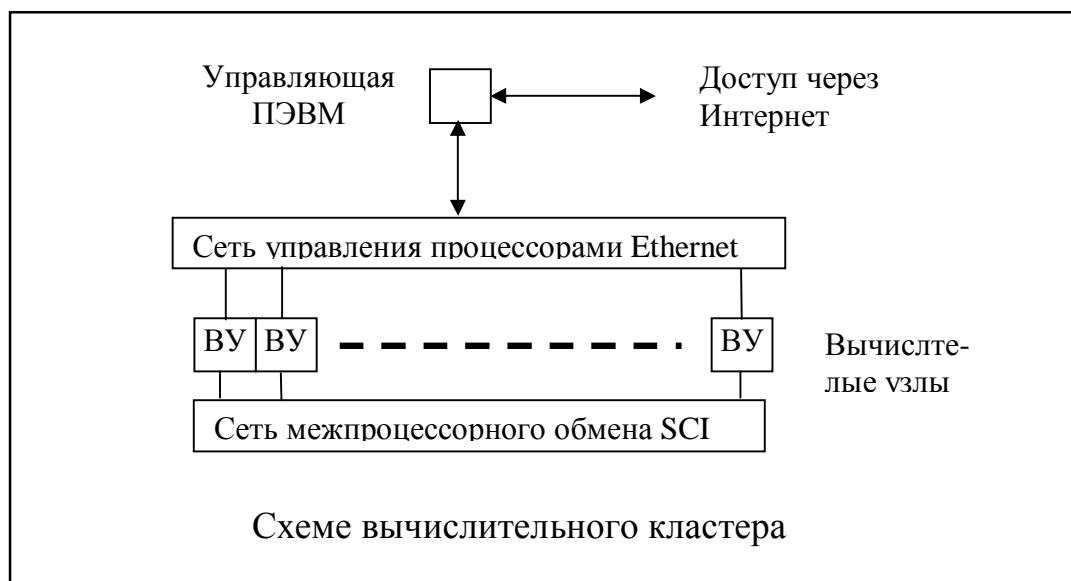 Управляющая
ПЭВМ
Доступ через
Интернет
Сеть управления процессорами Ethernet
ВУ ВУ ВУ
Вычислте-
лые узлы
Сеть межпроцессорного обмена SCI
Схеме вычислительного кластера